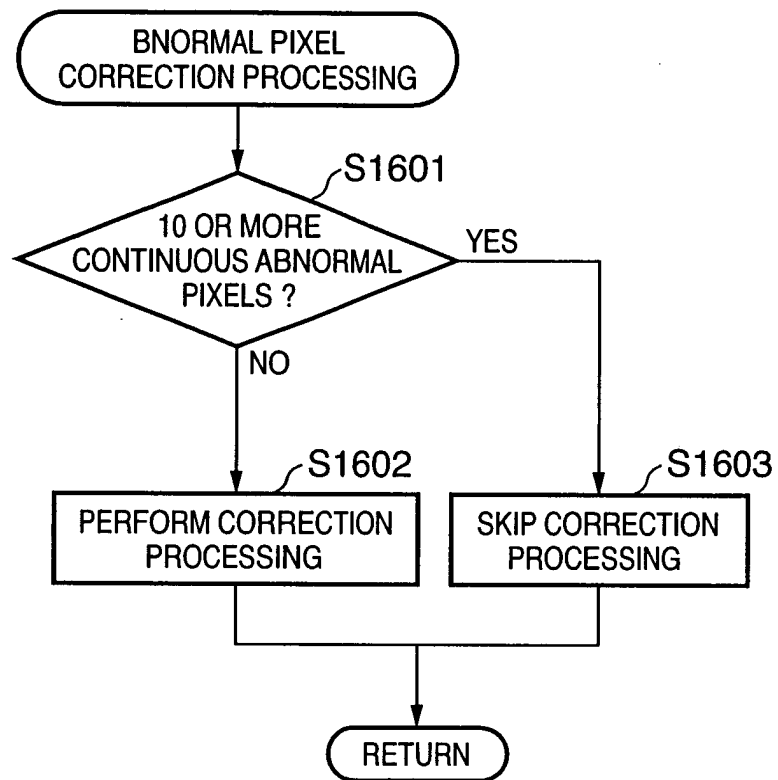 BNORMAL PIXEL
CORRECTION PROCESSING
S1601
10 OR MORE
CONTINUOUS ABNORMAL
PIXELS ?
YES
NO
S1602
PERFORM CORRECTION
PROCESSING
S1603
SKIP CORRECTION
PROCESSING
RETURN